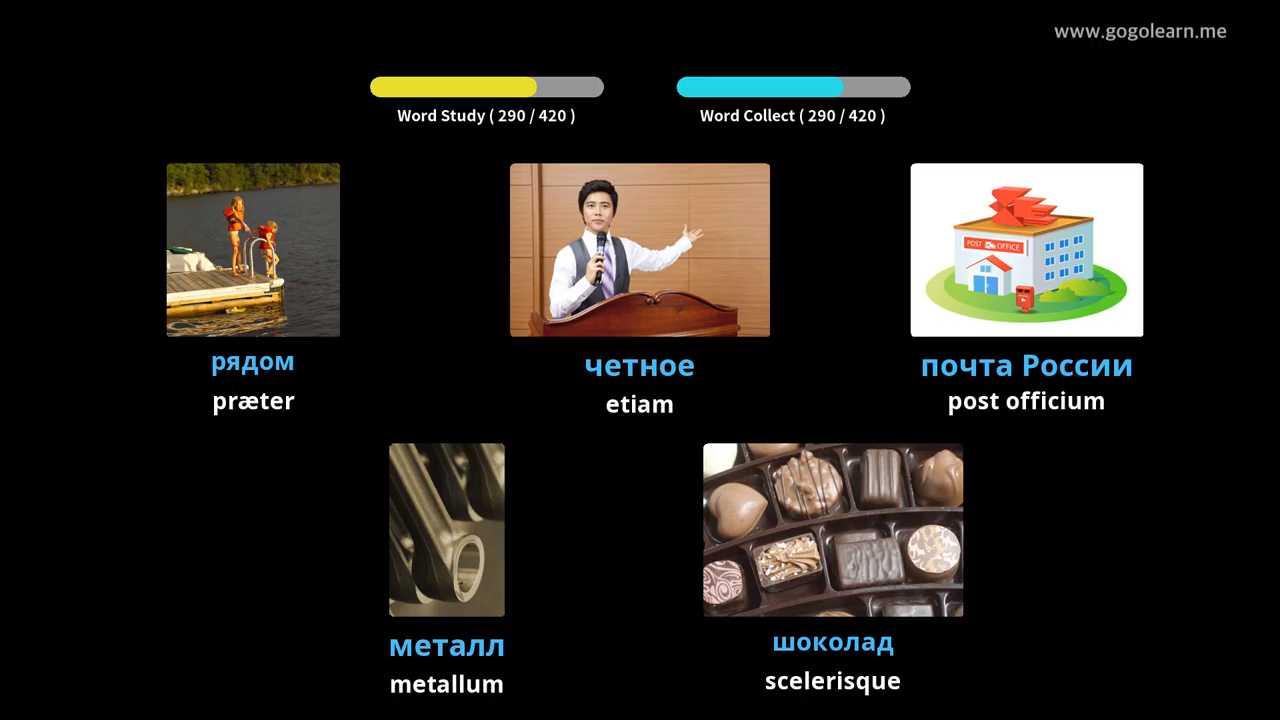 www.gogolearn.me
Word Study ( 290 / 420 )
Word Collect ( 290 / 420 )
POST OFFICE
рядом
четное
почта России
præter
etiam
post officium
металл
шоколад
metallum
scelerisque